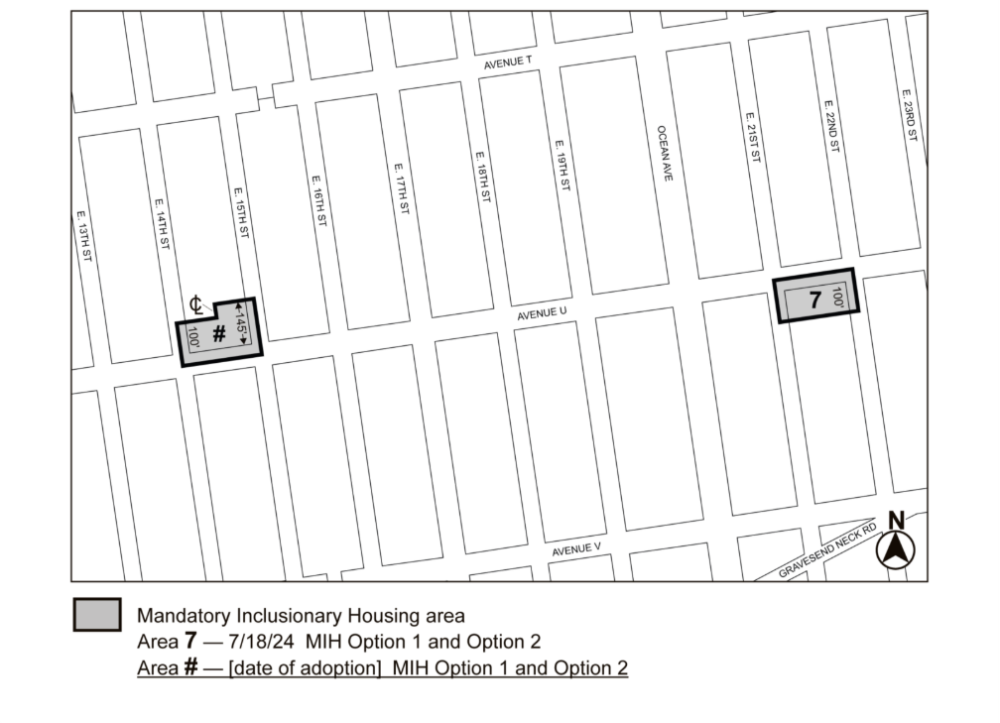 AVENUE T
E. 13TH ST
E. 14TH ST
E. 15TH ST
E. 16TH ST
E. 17TH ST
E. 18TH ST
E. 19TH ST
OCEAN AVE
E. 21ST ST
E. 22ND ST
E. 23RD ST
℄
100'
#
145'
AVENUE U
7
100'
AVENUE V
GRAVESEND NECK RD
N
Mandatory Inclusionary Housing area
Area 7 — 7/18/24 MIH Option 1 and Option 2
Area # — [date of adoption] MIH Option 1 and Option 2